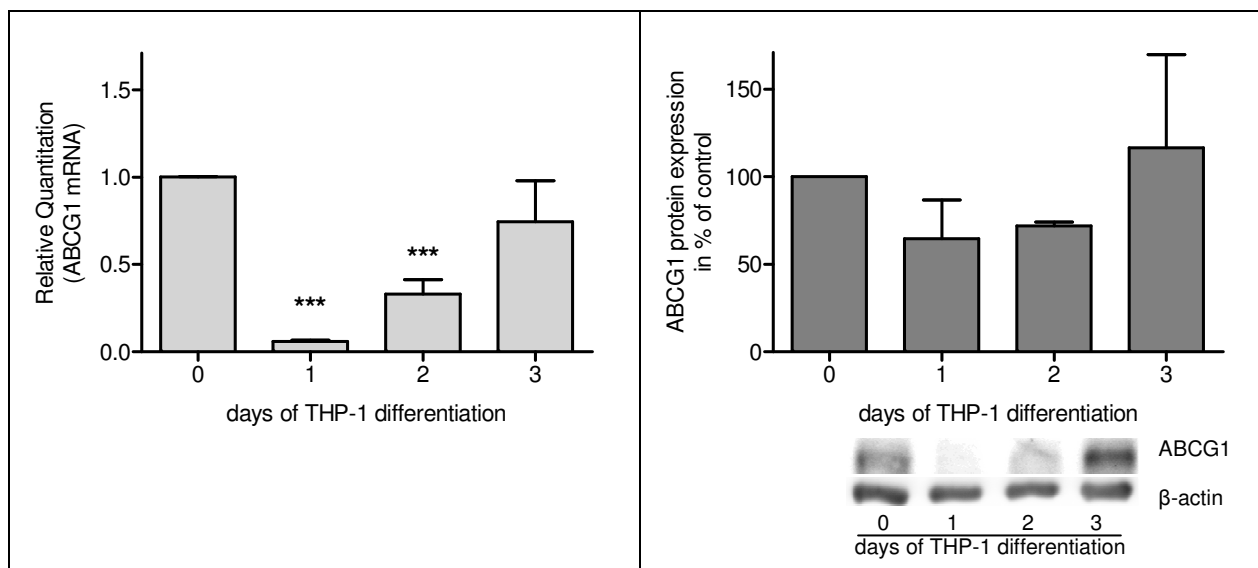 Relative Quantitation
(ABCG1 mRNA)
1.5
1.0
0.5
0.0
***
***
0 1 2 3
days of THP-1 differentiation
ABCG1 protein expression
in % of control
150
100
50
0
0 1 2 3
days of THP-1 differentiation
ABCG1
β-actin
0 1 2 3
days of THP-1 differentiation